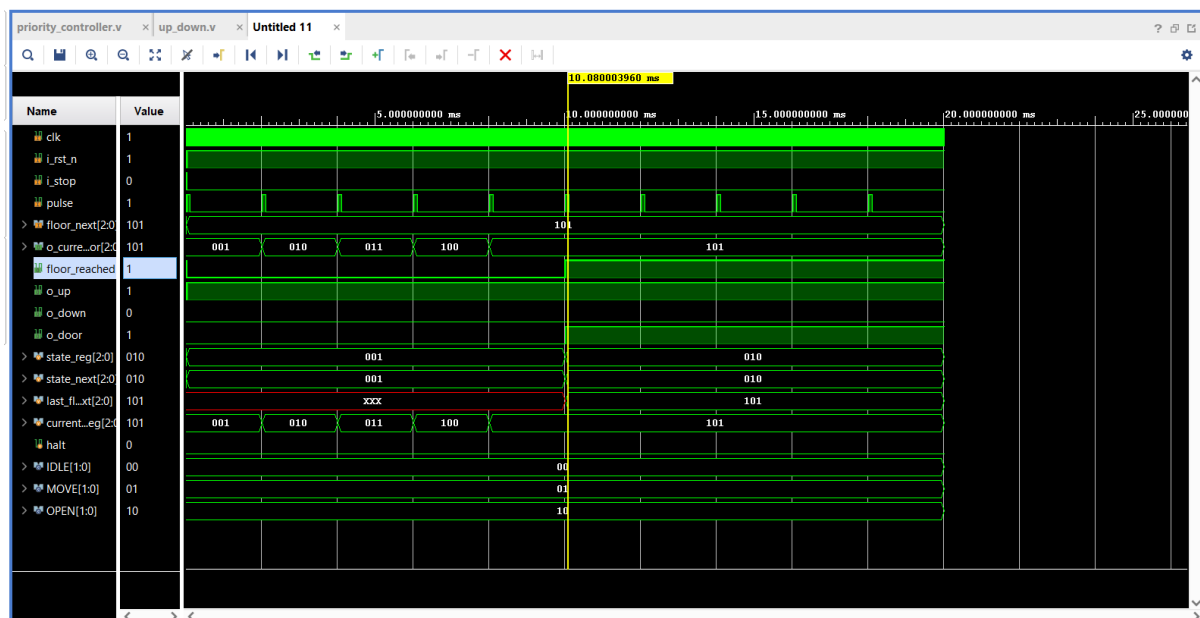 priority_controller.v × up_down.v × Untitled 11 ×
?
10.080003960 ms
Name Value
5.000000000 ms 10.000000000 ms 15.000000000 ms 20.000000000 ms 25.00000
clk 1
i_rst_n 1
i_stop 0
pulse 1
floor_next[2:0] 101 101
o_curre...or[2:0 101 001 010 011 100 101
floor_reached 1
o_up 1
o_down 0
o_door 1
state_reg[2:0] 010 001 010
state_next[2:0] 010 001 010
last_fl...xt[2:0] 101 XXX 101
current...eg[2:0 101 001 010 011 100 101
halt 0
IDLE[1:0] 00 00
MOVE[1:0] 01 01
OPEN[1:0] 10 10